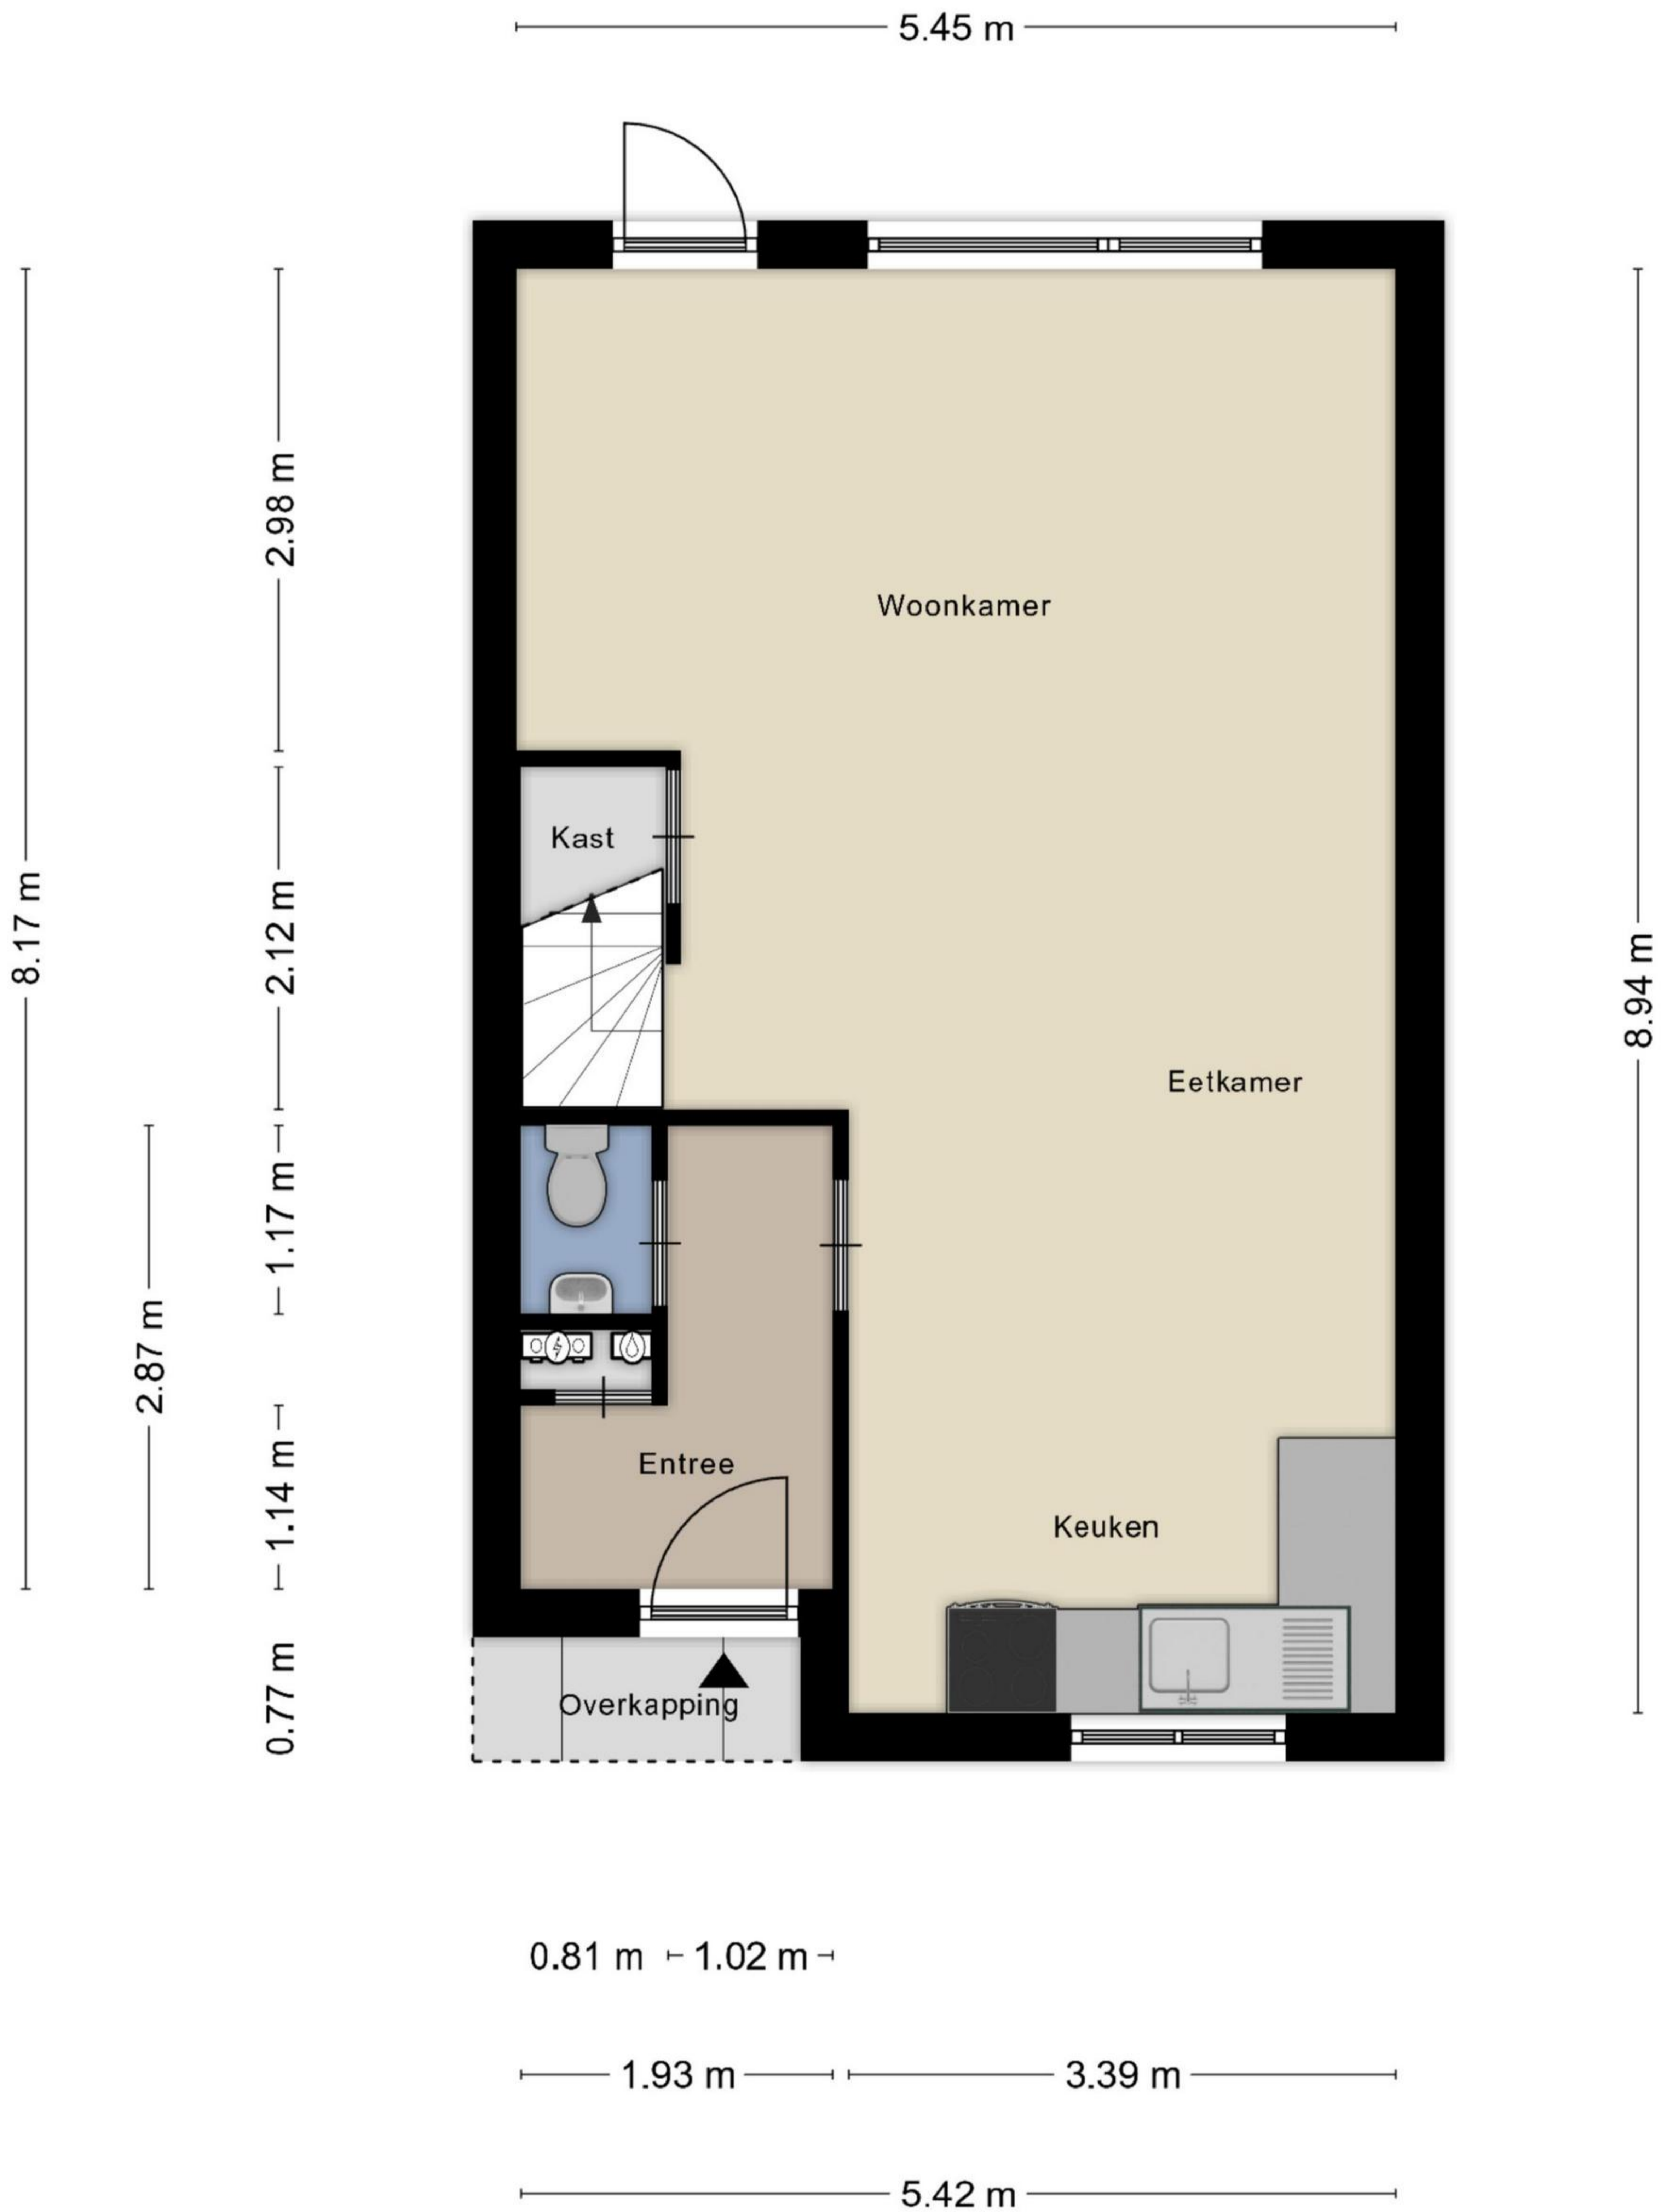 5.45 m
2.98 m
Woonkamer
Kast
8.17 m
2.12 m
8.94 m
Eetkamer
1.17 m
2.87 m
Entree
1.14 m
Keuken
0.77 m
Overkapping
0.81 m
1.02 m
1.93 m
3.39 m
5.42 m